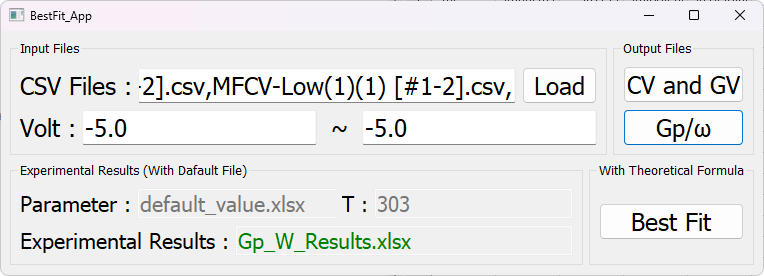 BestFit_App
Input Files
CSV Files : -2].csv,MFCV-Low(1)(1) [#1-2].csv, Load
Volt : -5.0 ~ -5.0
Output Files
CV and GV
Gp/ω
Experimental Results (With Dafault File)
Parameter : default_value.xlsx T : 303
Experimental Results : Gp_W_Results.xlsx
With Theoretical Formula
Best Fit